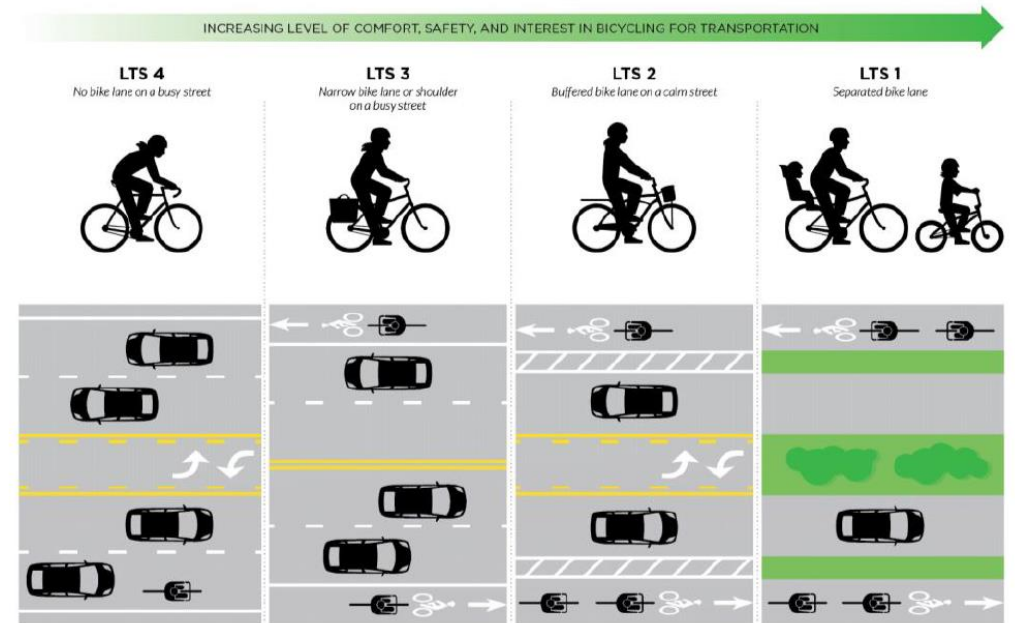 INCREASING LEVEL OF COMFORT, SAFETY, AND INTEREST IN BICYCLING FOR TRANSPORTATION
LTS 4
No bike lane on a busy street
LTS 3
Narrow bike lane or shoulder
on a busy street
LTS 2
Buffered bike lane on a calm street
LTS 1
Separated bike lane